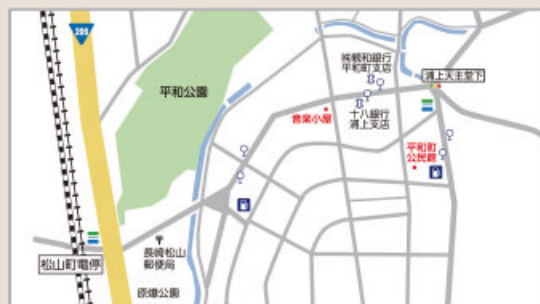 206
㈱親和銀行
平和町支店
浦上天主堂下
平和公園
音楽小屋
十八銀行
浦上支店
平和町
公民館
長崎松山
郵便局
松山町電停
原爆公園